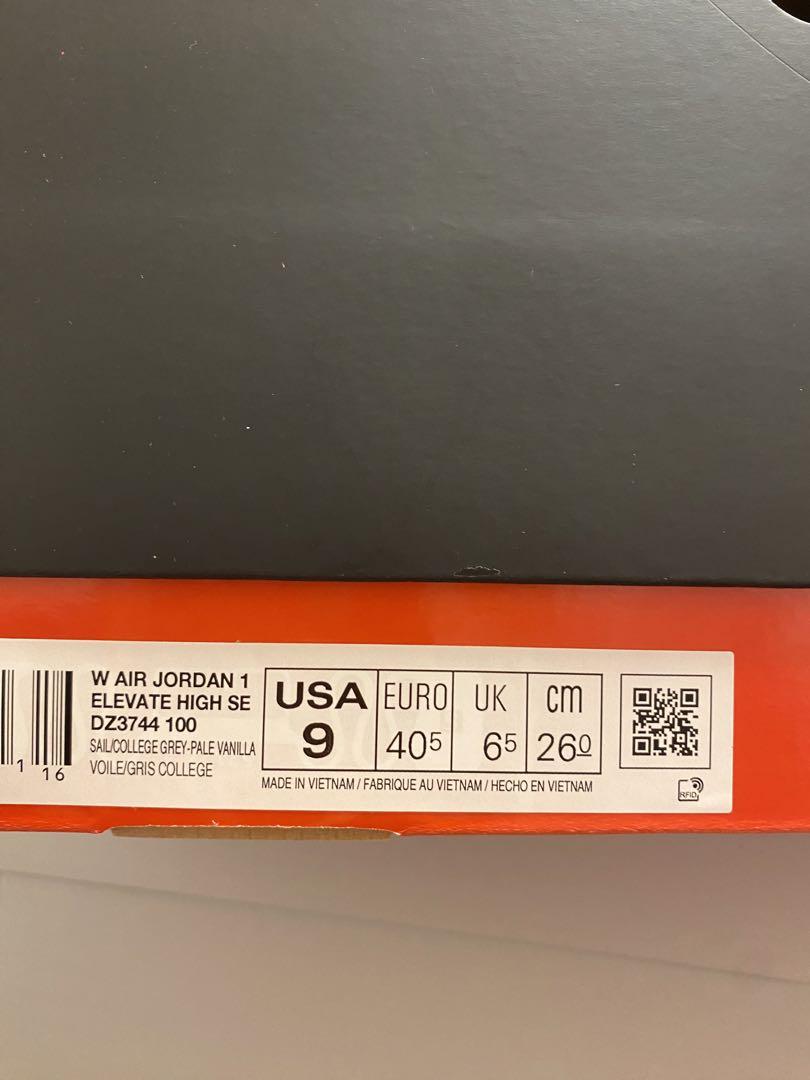 W AIR JORDAN 1
ELEVATE HIGH SE
DZ3744 100
SAIL/COLLEGE GREY-PALE VANILLA
VOILE/GRIS COLLEGE
1 16
USA
9
EURO
40⁵
UK
6⁵
cm
26⁰
MADE IN VIETNAM / FABRIQUE AU VIETNAM / HECHO EN VIETNAM
RFID